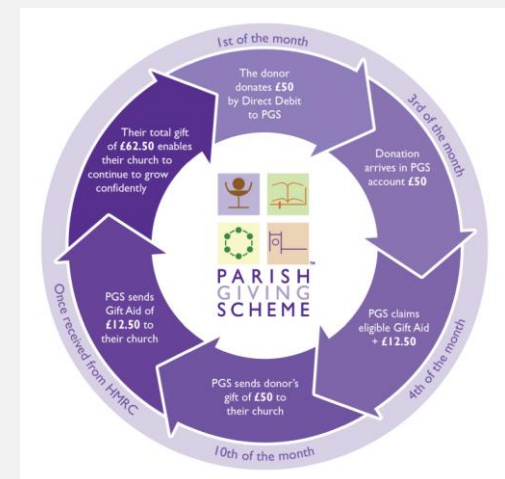 1st of the month
The donor
donates £50
by Direct Debit
to PGS
3rd of the month
Donation
arrives in PGS
account £50
4th of the month
PGS claims
eligible Gift Aid
+ £12.50
10th of the month
PGS sends donor's
gift of £50 to
their church
Once received from HMRC
PGS sends
Gift Aid of
£12.50 to
their church
Their total gift
of £62.50 enables
their church to
continue to grow
confidently
PARISH
GIVING
SCHEME
™